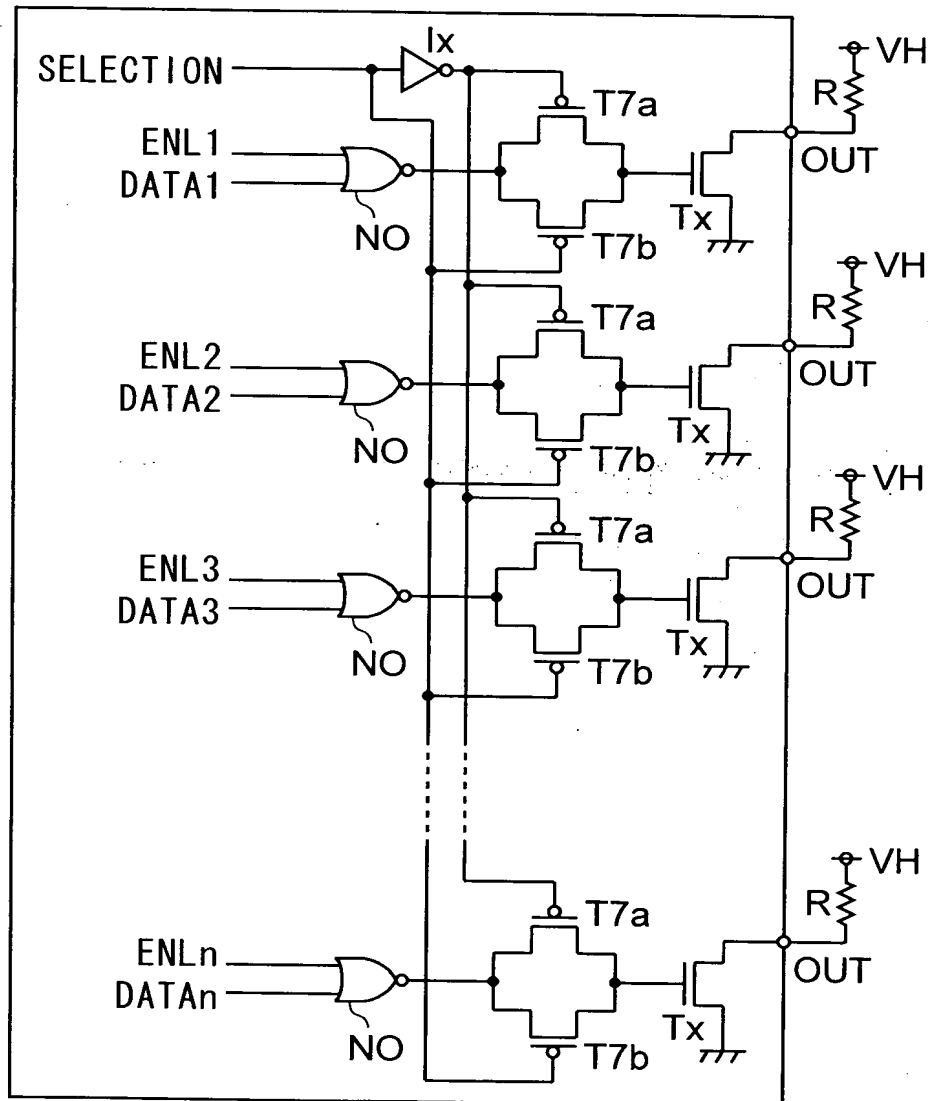 Ix
VH
SELECTION
R
T7a
ENL1
OUT
DATA1
Tx
NO
T7b
VH
T7a
R
ENL2
OUT
DATA2
Tx
NO
T7b
VH
T7a
R
ENL3
OUT
DATA3
Tx
NO
T7b
VH
T7a
R
ENLn
OUT
DATAn
Tx
NO
T7b